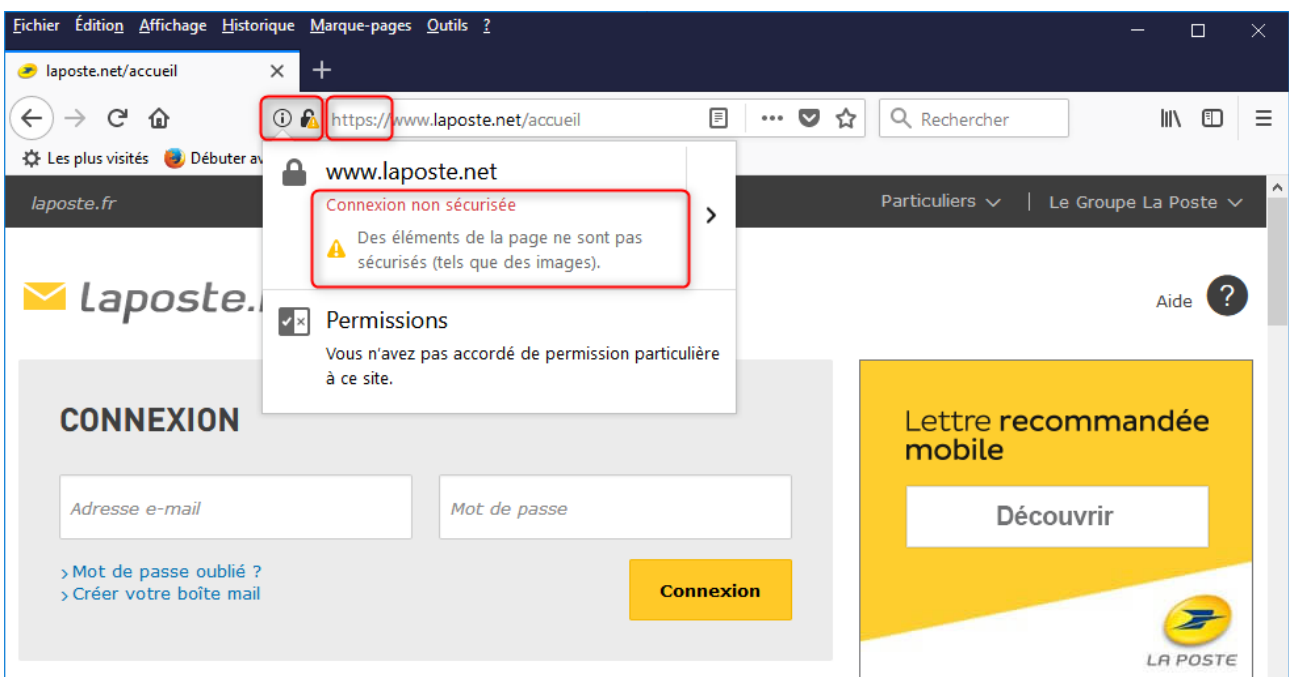 Fichier Édition Affichage Historique Marque-pages Outils ?
laposte.net/accueil
https://www.laposte.net/accueil
Rechercher
Les plus visités Débuter av
www.laposte.net
Connexion non sécurisée
Des éléments de la page ne sont pas
sécurisés (tels que des images).
Permissions
Vous n'avez pas accordé de permission particulière
à ce site.
laposte.fr
Particuliers | Le Groupe La Poste
Laposte.
Aide ?
CONNEXION
Adresse e-mail
Mot de passe
> Mot de passe oublié ?
> Créer votre boîte mail
Connexion
Lettre recommandée
mobile
Découvrir
LA POSTE